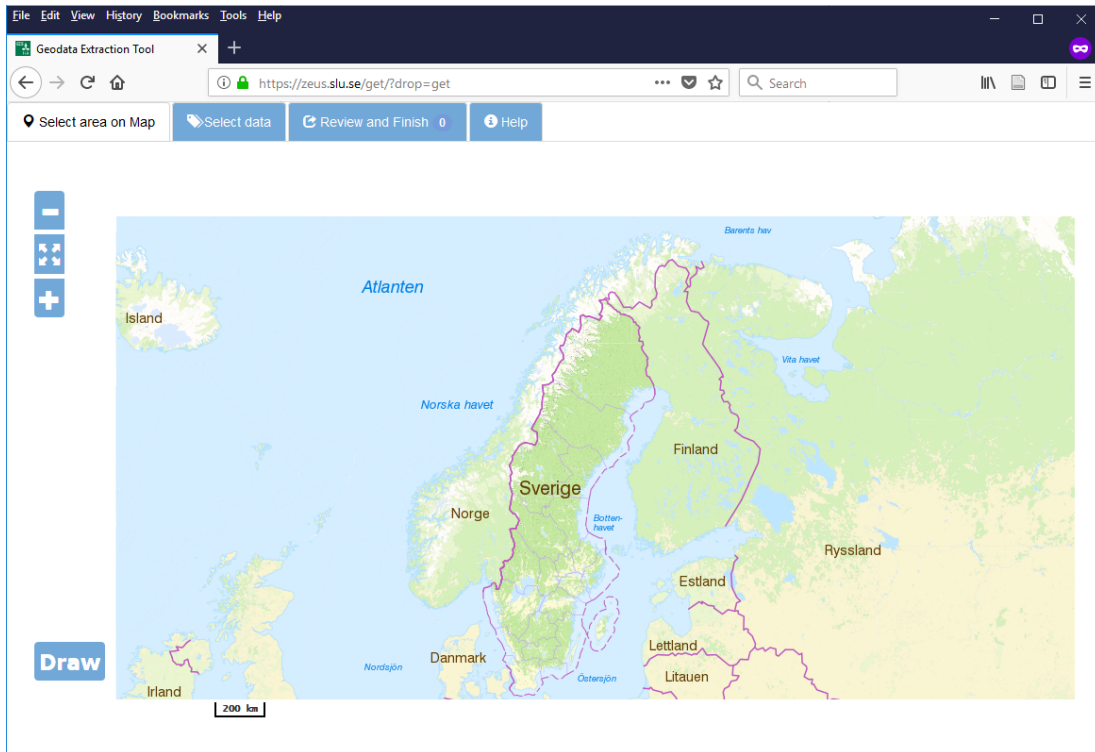 File Edit View History Bookmarks Tools Help
Geodata Extraction Tool
https://zeus.slu.se/get/?drop=get
Search
Select area on Map
Select data
Review and Finish 0
Help
Barents hav
Atlanten
Island
Vita havet
Norska havet
Finland
Sverige
Norge
Botten-
havet
Ryssland
Estland
Lettland
Danmark
Nordsjön
Östersjön
Litauen
Draw
Irland
200 km